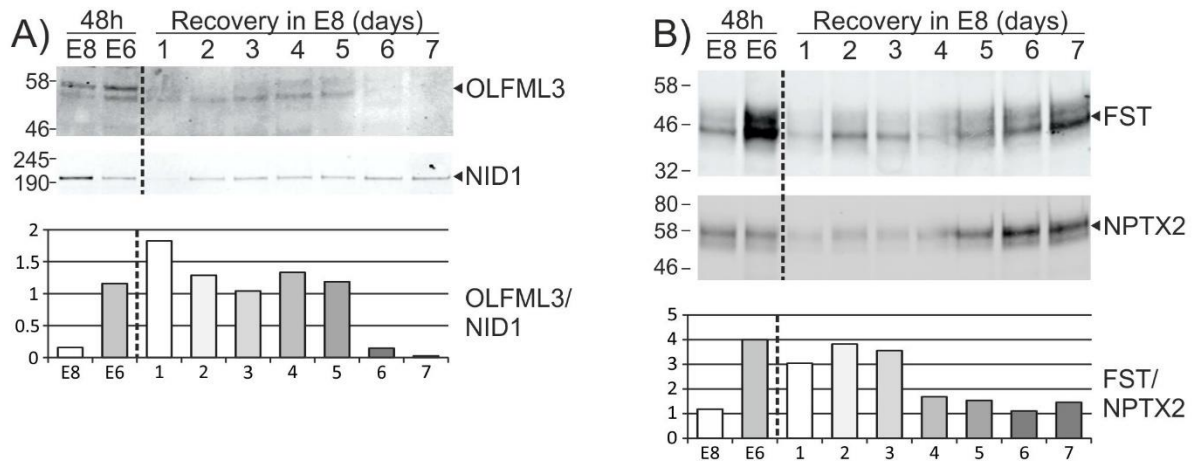 A)
48h
Recovery in E8 (days)
E8 E6 1 2 3 4 5 6 7
58
46
OLFML3
245
190
NID1
2
1.5
1
0.5
0
E8 E6 1 2 3 4 5 6 7
OLFML3/
NID1
B)
48h
Recovery in E8 (days)
E8 E6 1 2 3 4 5 6 7
58
46
32
FST
80
58
46
NPTX2
5
4
3
2
1
0
E8 E6 1 2 3 4 5 6 7
FST/
NPTX2